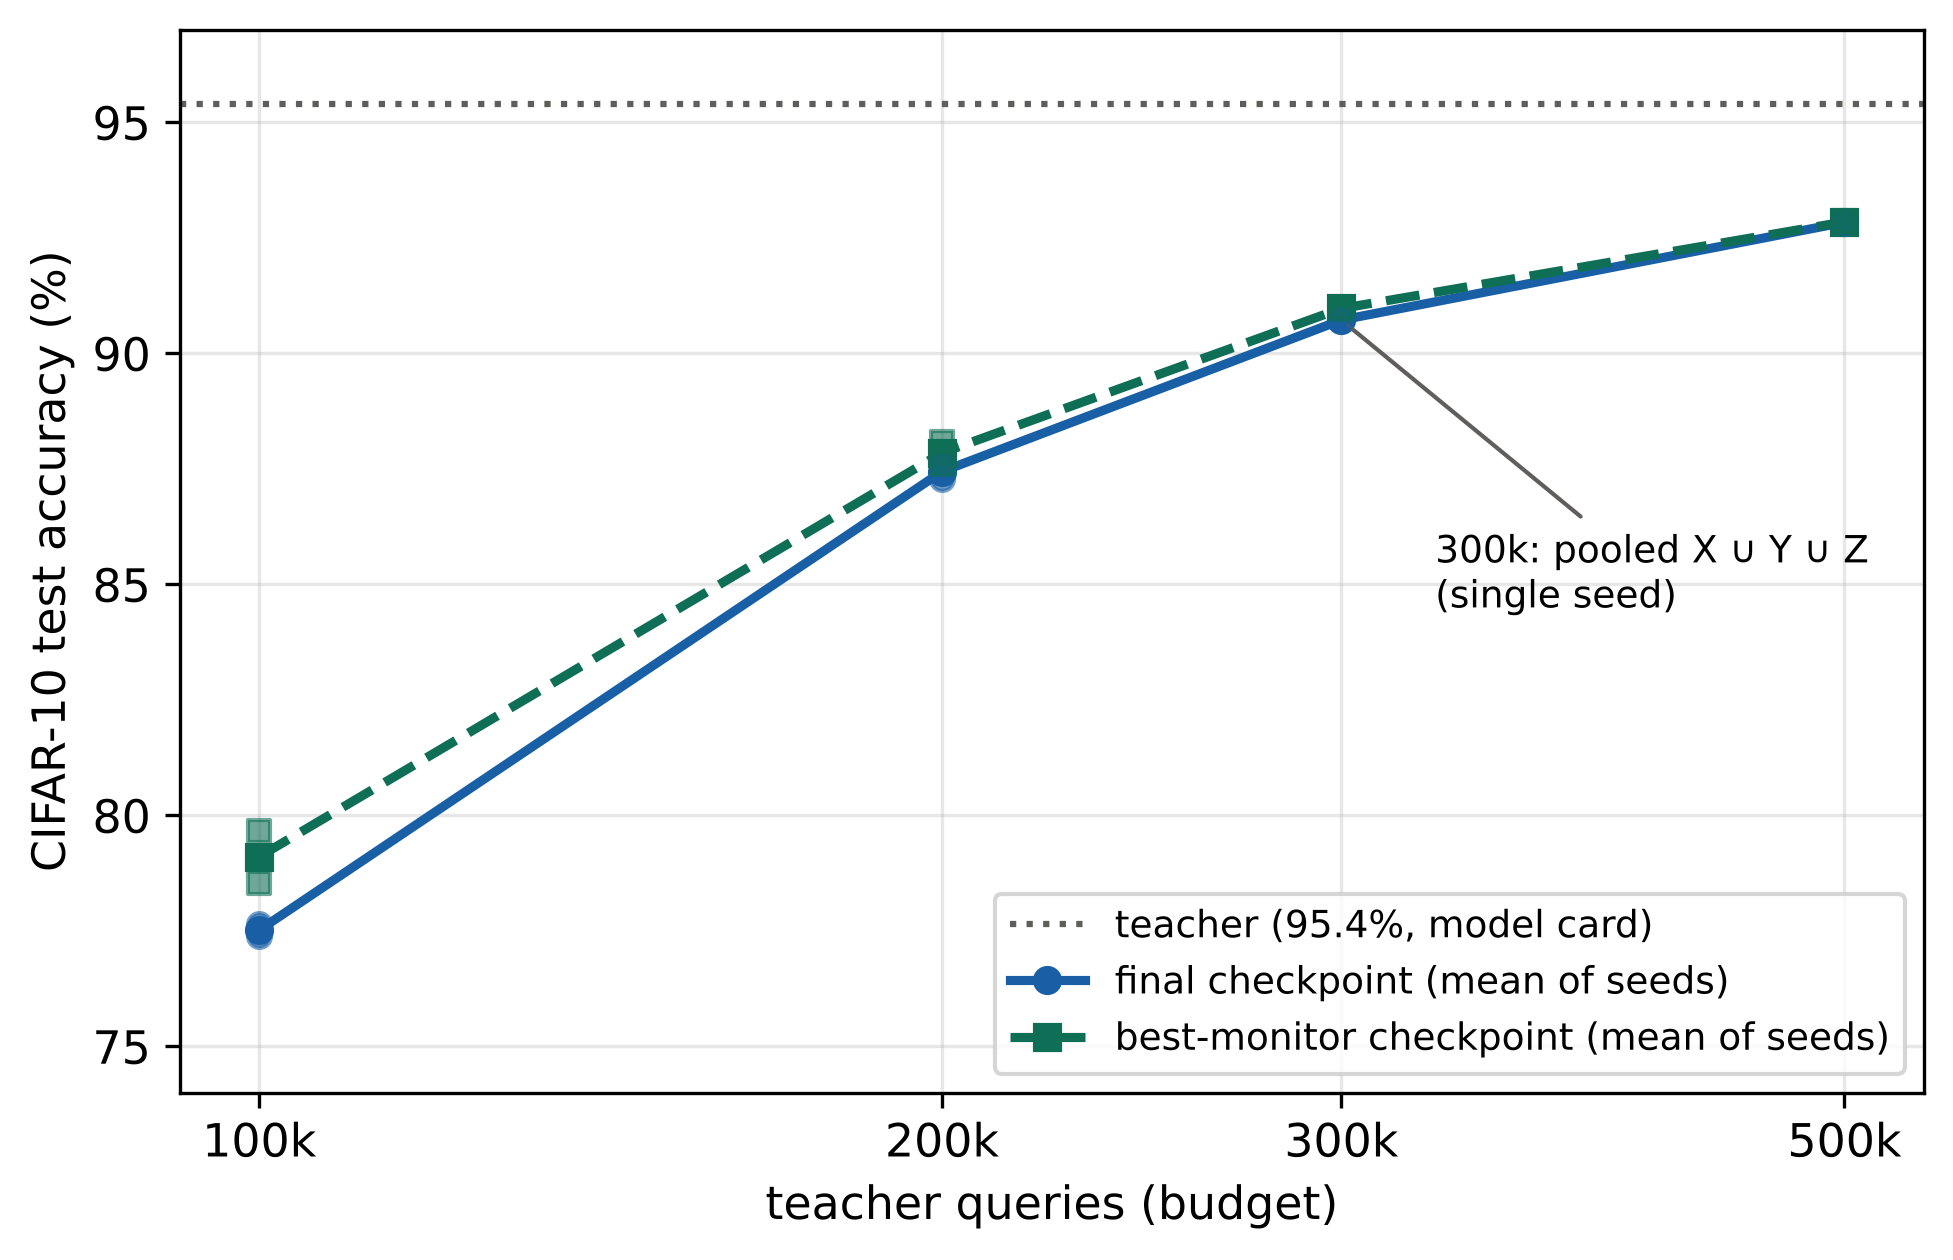 95
90
85
80
75
CIFAR-10 test accuracy (%)
300k: pooled X ∪ Y ∪ Z
(single seed)
teacher (95.4%, model card)
final checkpoint (mean of seeds)
best-monitor checkpoint (mean of seeds)
100k 200k 300k 500k
teacher queries (budget)